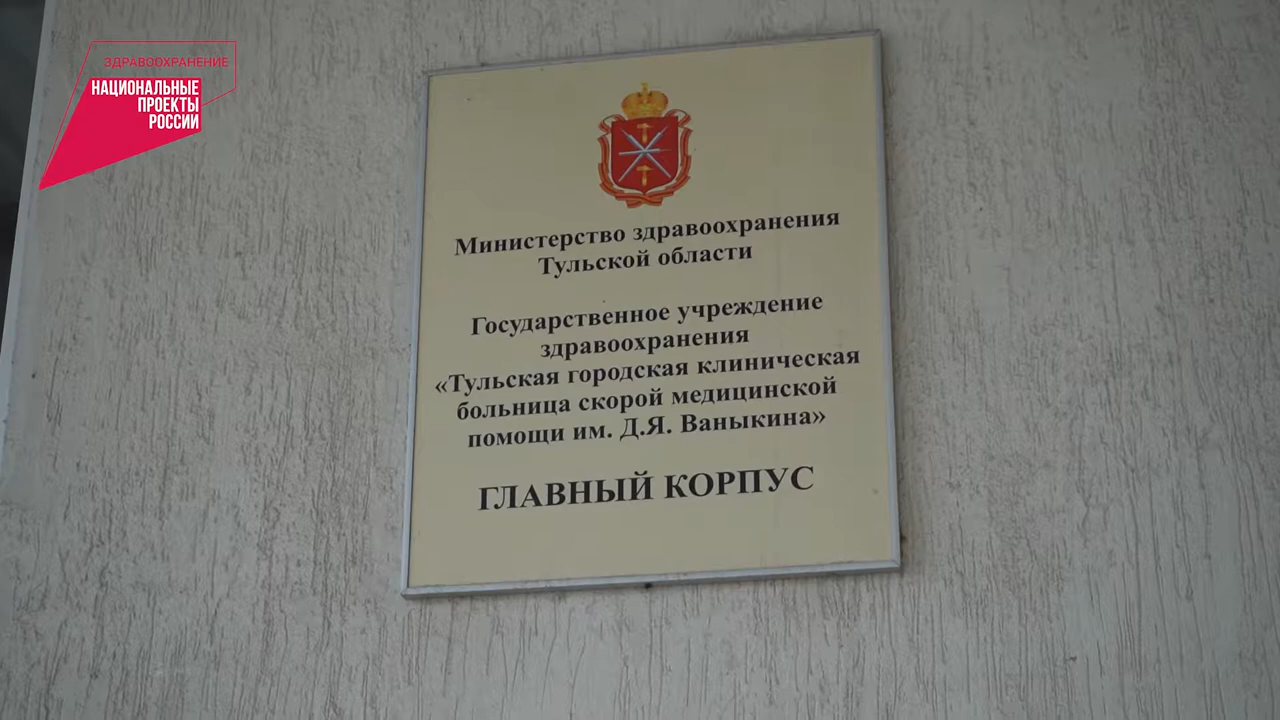 ЗДРАВООХРАНЕНИЕ
НАЦИОНАЛЬНЫЕ
ПРОЕКТЫ
РОССИИ
Министерство здравоохранения
Тульской области
Государственное учреждение
здравоохранения
«Тульская городская клиническая
больница скорой медицинской
помощи им. Д.Я. Ваныкина»
ГЛАВНЫЙ КОРПУС